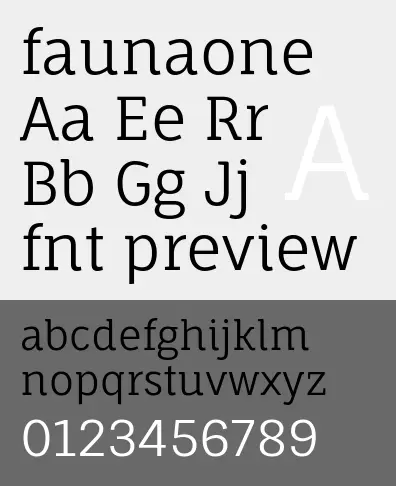 faunaone
Aa Ee Rr
A
Bb Gg Jj
fnt preview
abcdefghijklm
nopqrstuvwxyz
0123456789